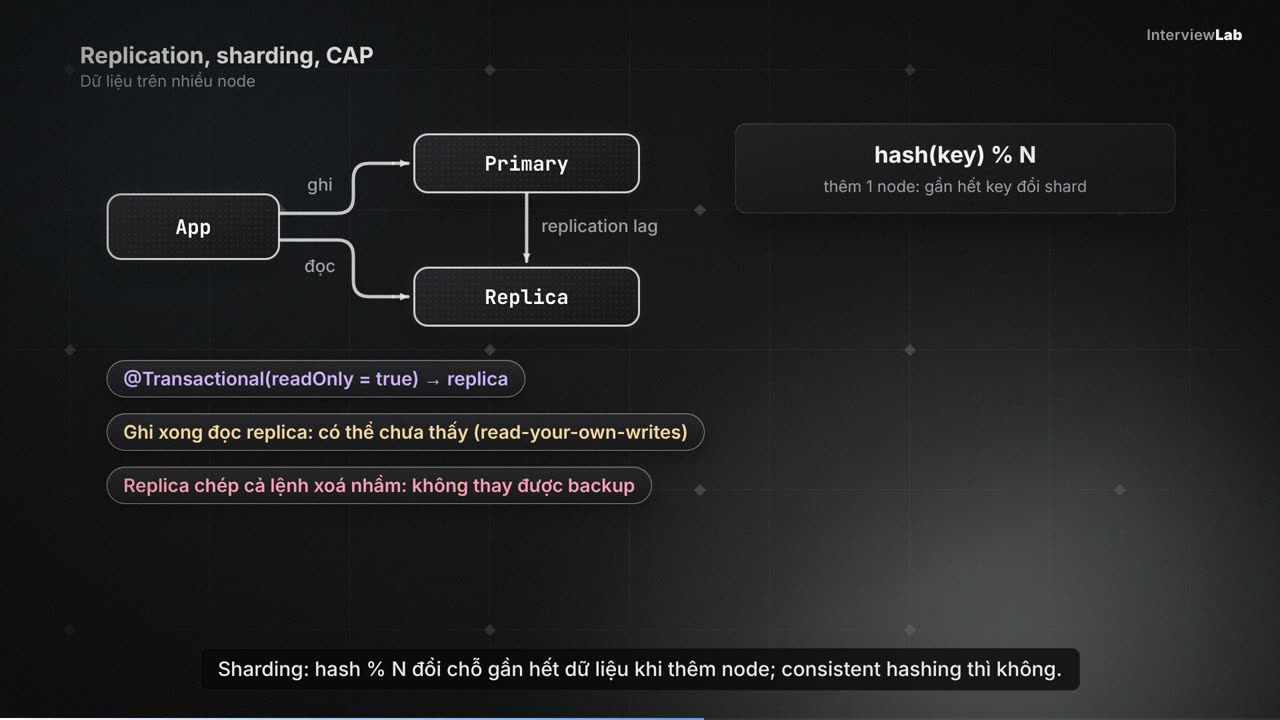 Replication, sharding, CAP
Dữ liệu trên nhiều node
InterviewLab
App
ghi
đọc
Primary
replication lag
Replica
hash(key) % N
thêm 1 node: gần hết key đổi shard
@Transactional(readOnly = true) → replica
Ghi xong đọc replica: có thể chưa thấy (read-your-own-writes)
Replica chép cả lệnh xoá nhầm: không thay được backup
Sharding: hash % N đổi chỗ gần hết dữ liệu khi thêm node; consistent hashing thì không.